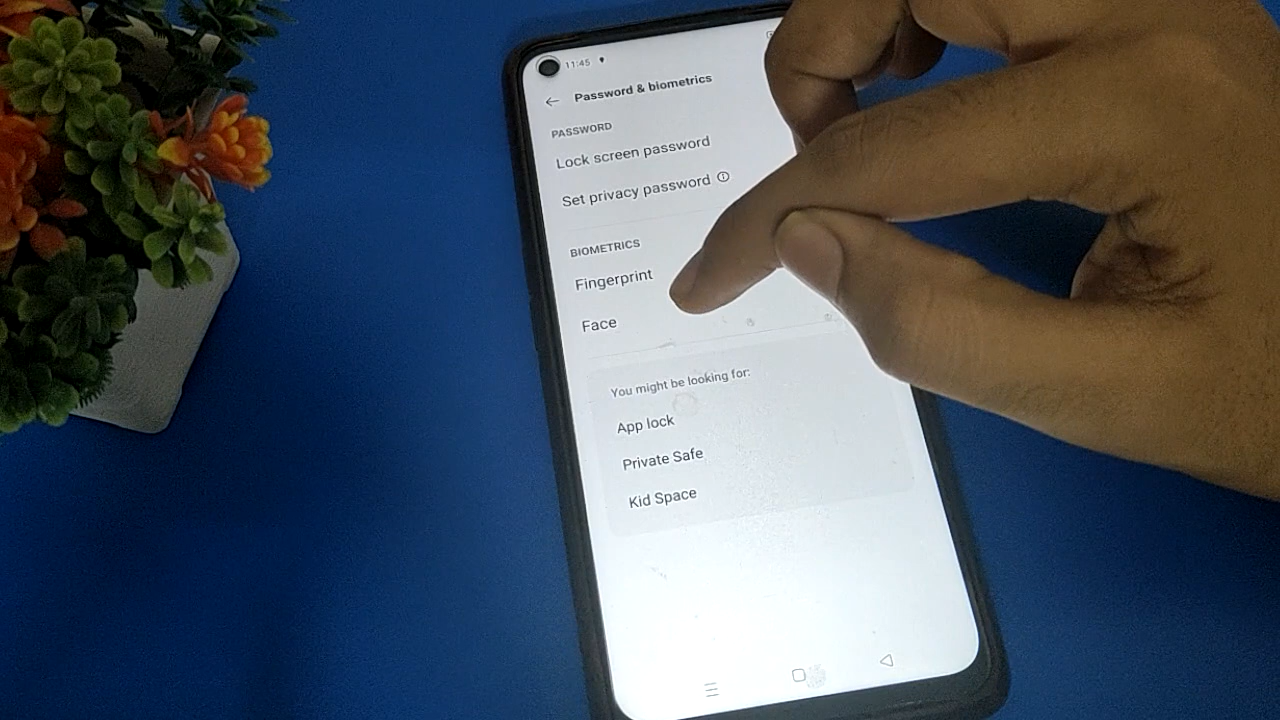 11:45
Password & biometrics
PASSWORD
Lock screen password
Set privacy password
BIOMETRICS
Fingerprint
Face
You might be looking for:
App lock
Private Safe
Kid Space